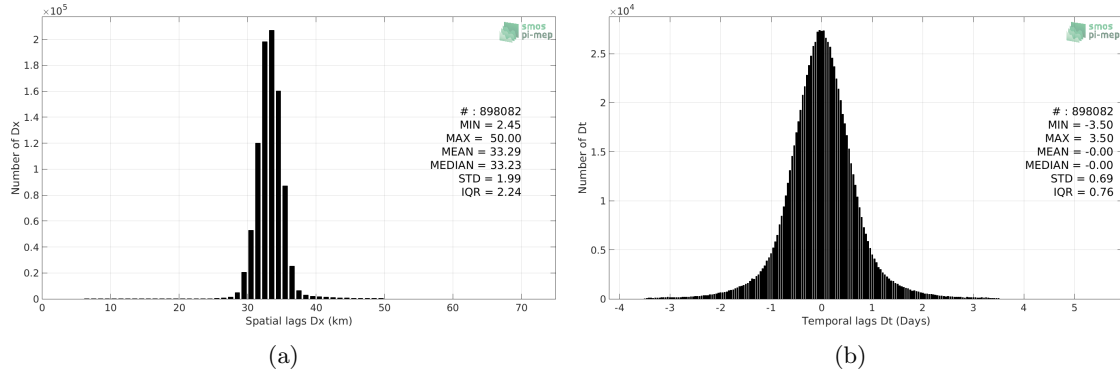 ×10⁵
2
1.8
1.6
1.4
1.2
1
0.8
0.6
0.4
0.2
0
Number of Dx
0 10 20 30 40 50 60 70
Spatial lags Dx (km)
smos
pi-mep
# : 898082
MIN = 2.45
MAX = 50.00
MEAN = 33.29
MEDIAN = 33.23
STD = 1.99
IQR = 2.24
(a)
×10⁴
2.5
2
1.5
1
0.5
0
Number of Dt
-4 -3 -2 -1 0 1 2 3 4 5
Temporal lags Dt (Days)
smos
pi-mep
# : 898082
MIN = -3.50
MAX = 3.50
MEAN = -0.00
MEDIAN = -0.00
STD = 0.69
IQR = 0.76
(b)